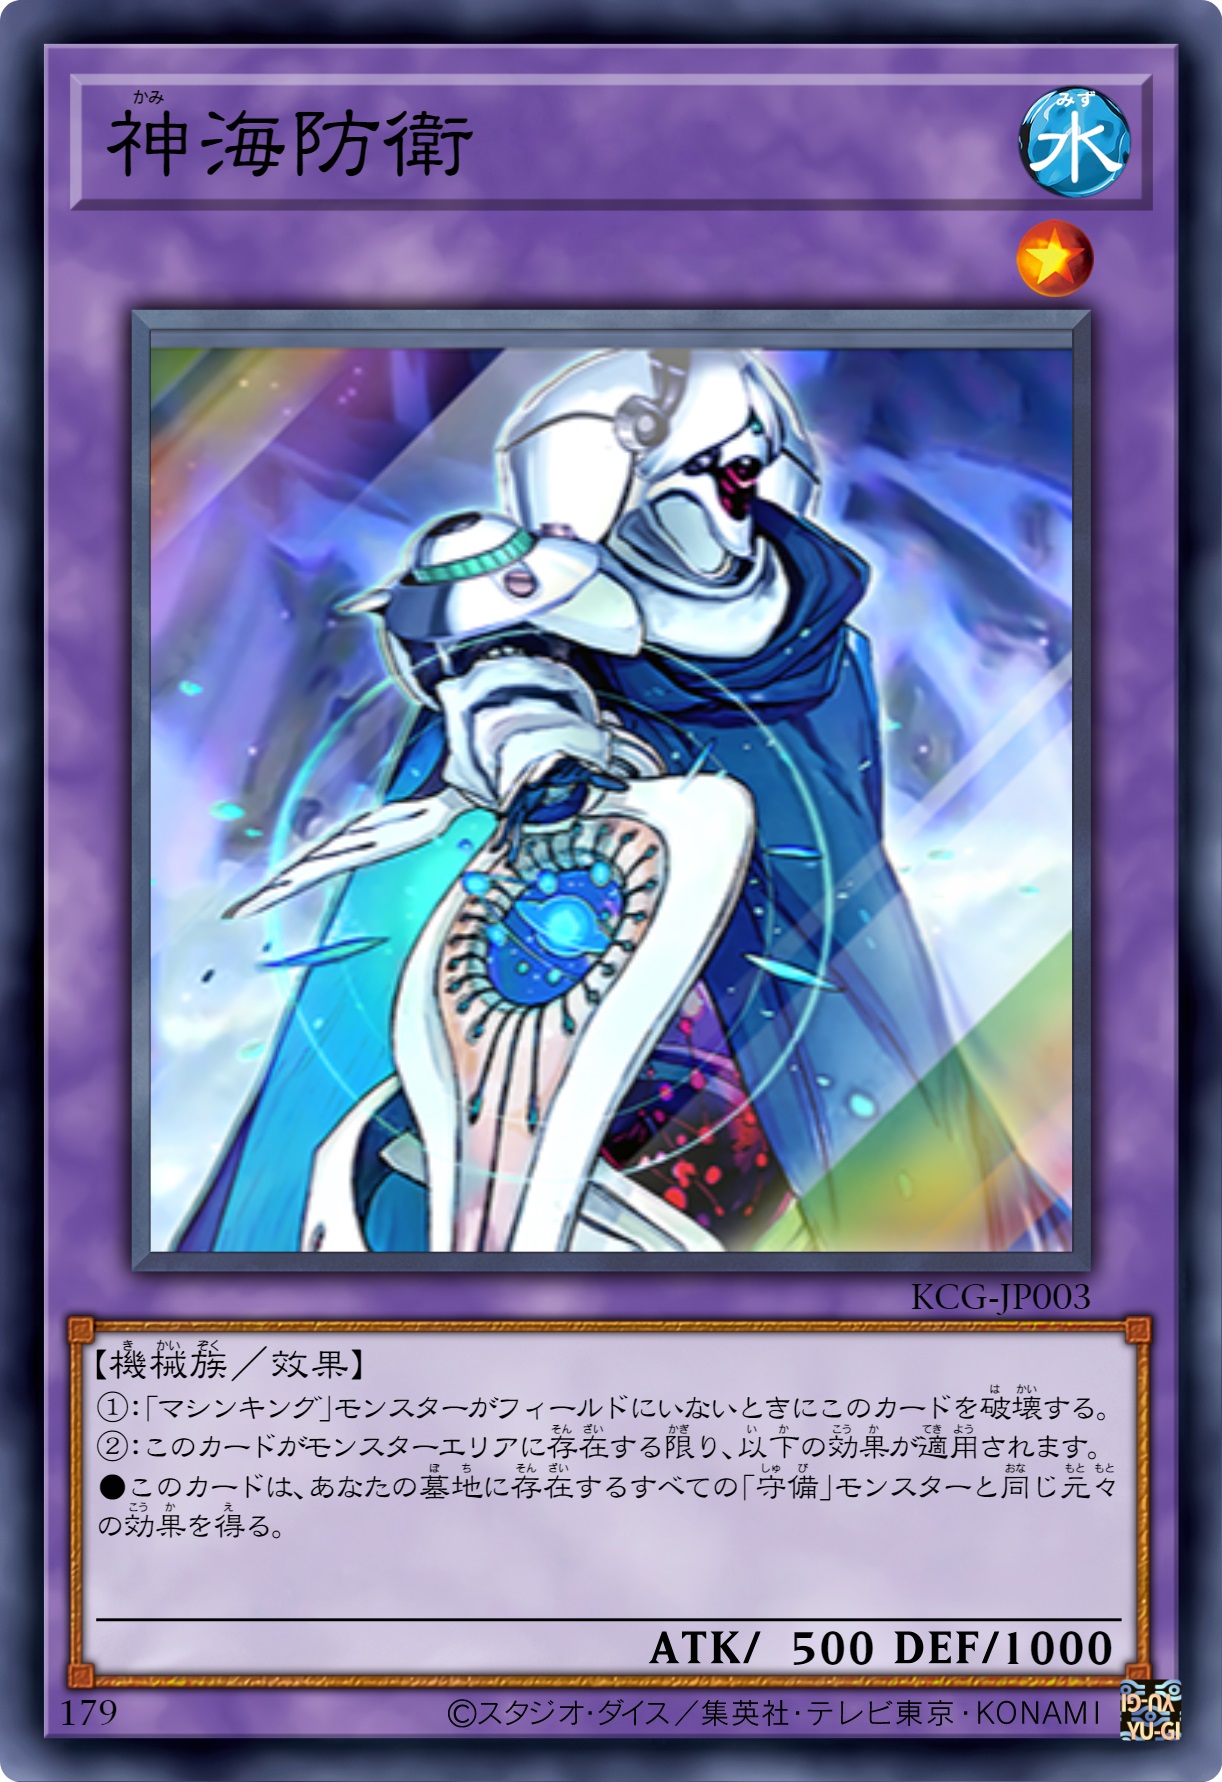 神海防衛
かみ
水
みず
KCG-JP003
【機械族／効果】
①：「マシンキング」モンスターがフィールドにいないときにこのカードを破壊する。
②：このカードがモンスターエリアに存在する限り、以下の効果が適用されます。
●このカードは、あなたの墓地に存在するすべての「守備」モンスターと同じ元々
の効果を得る。
ATK/ 500 DEF/1000
179
©スタジオ・ダイス／集英社・テレビ東京・KONAMI
YU-GI
YU-GI